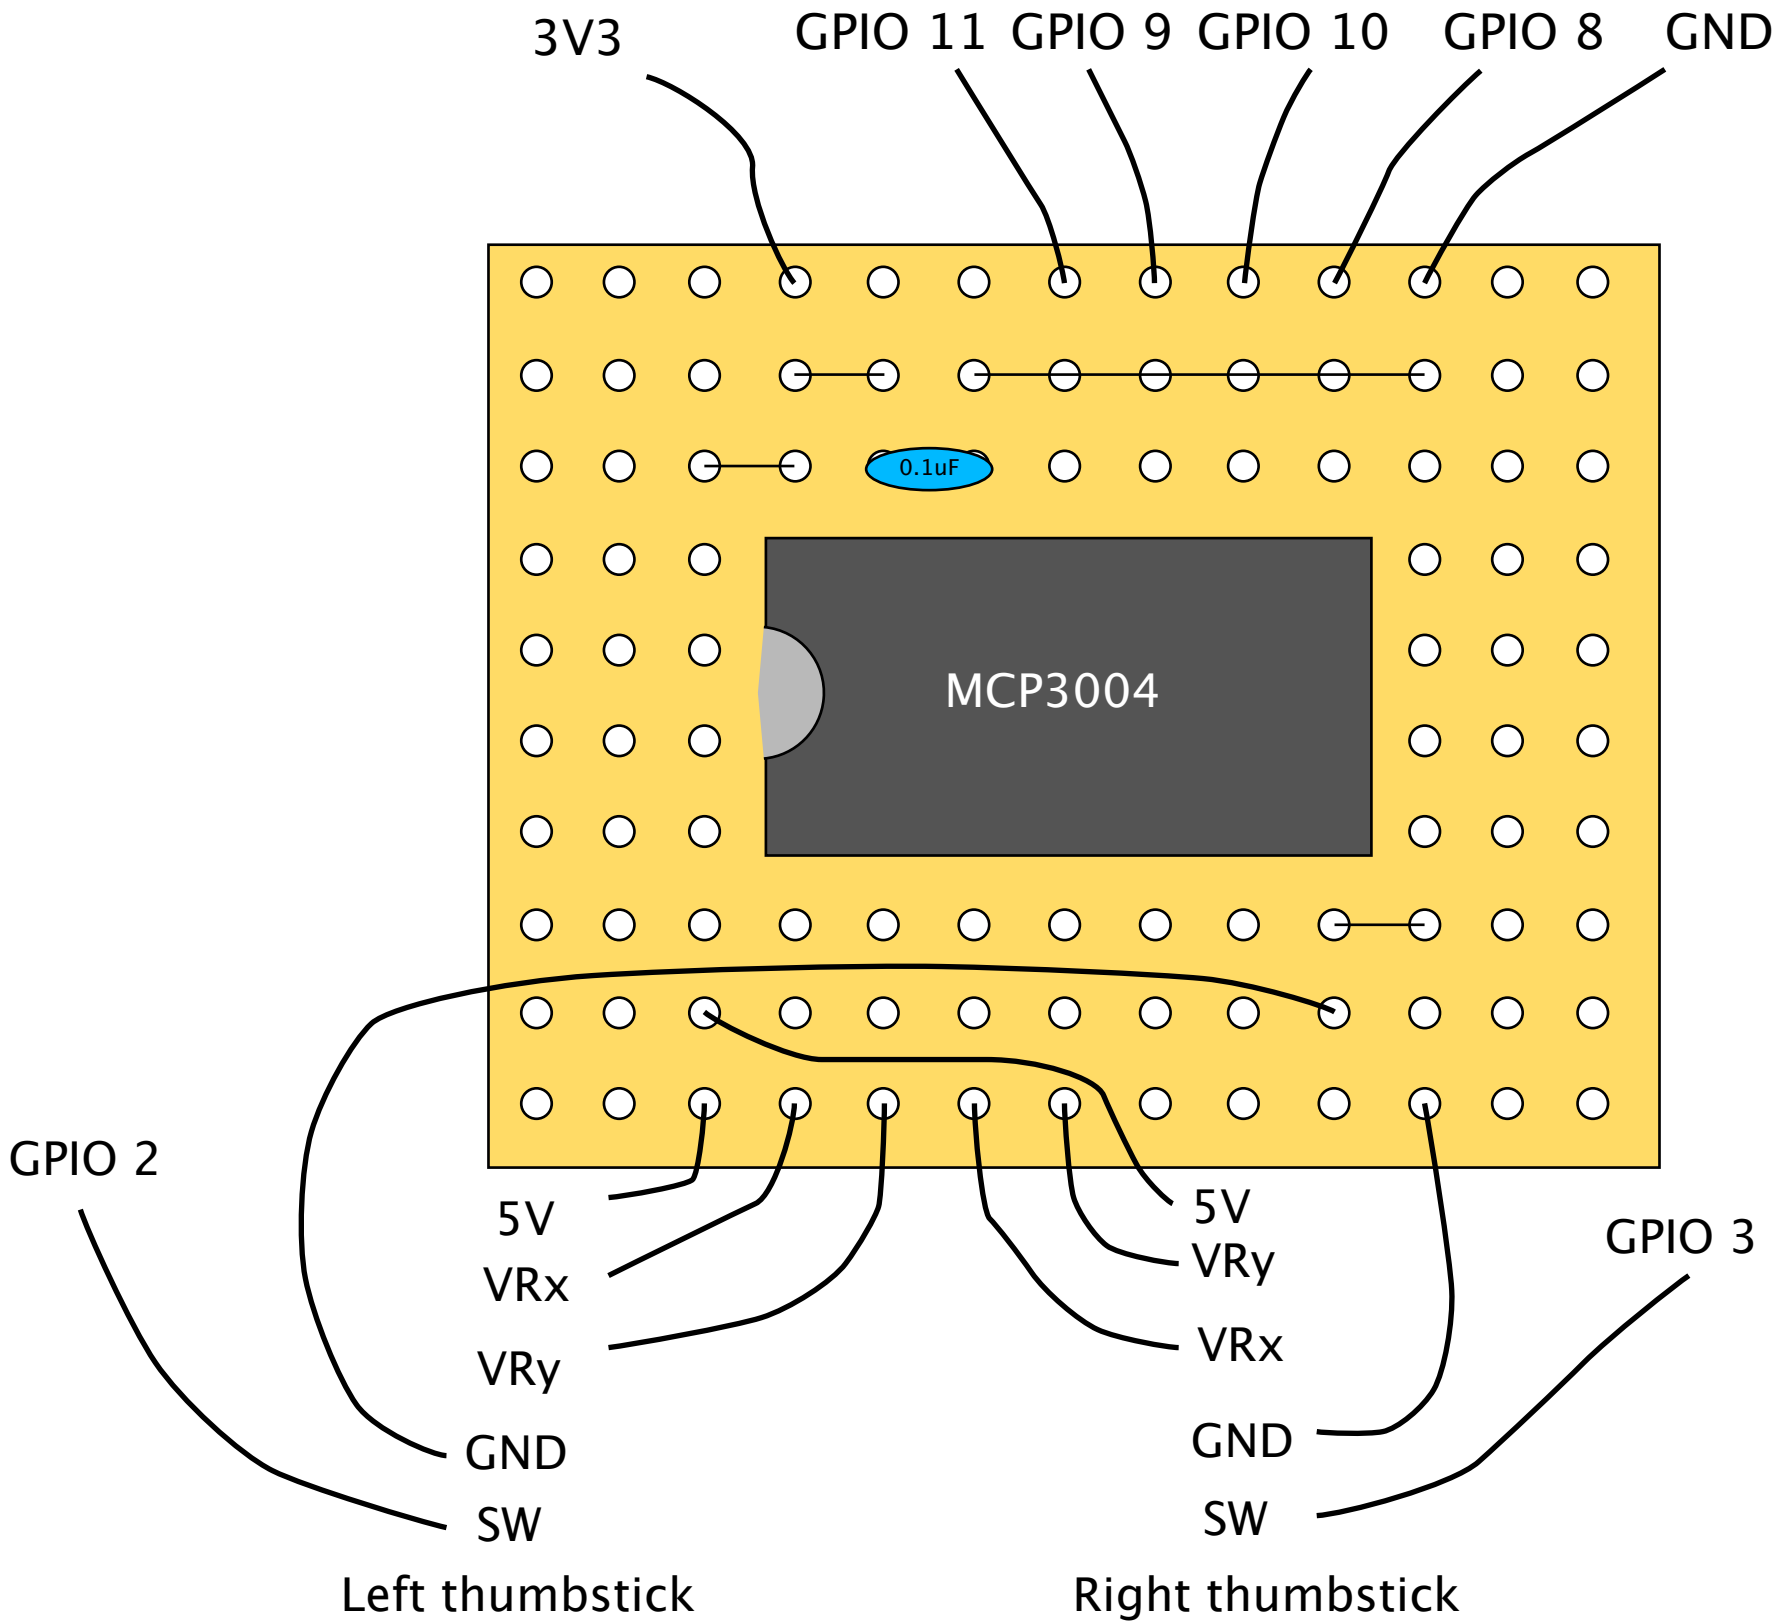 3V3
GPIO 11
GPIO 9
GPIO 10
GPIO 8
GND
0.1uF
MCP3004
GPIO 2
5V
VRx
VRy
GND
SW
Left thumbstick
5V
VRy
VRx
GND
SW
Right thumbstick
GPIO 3